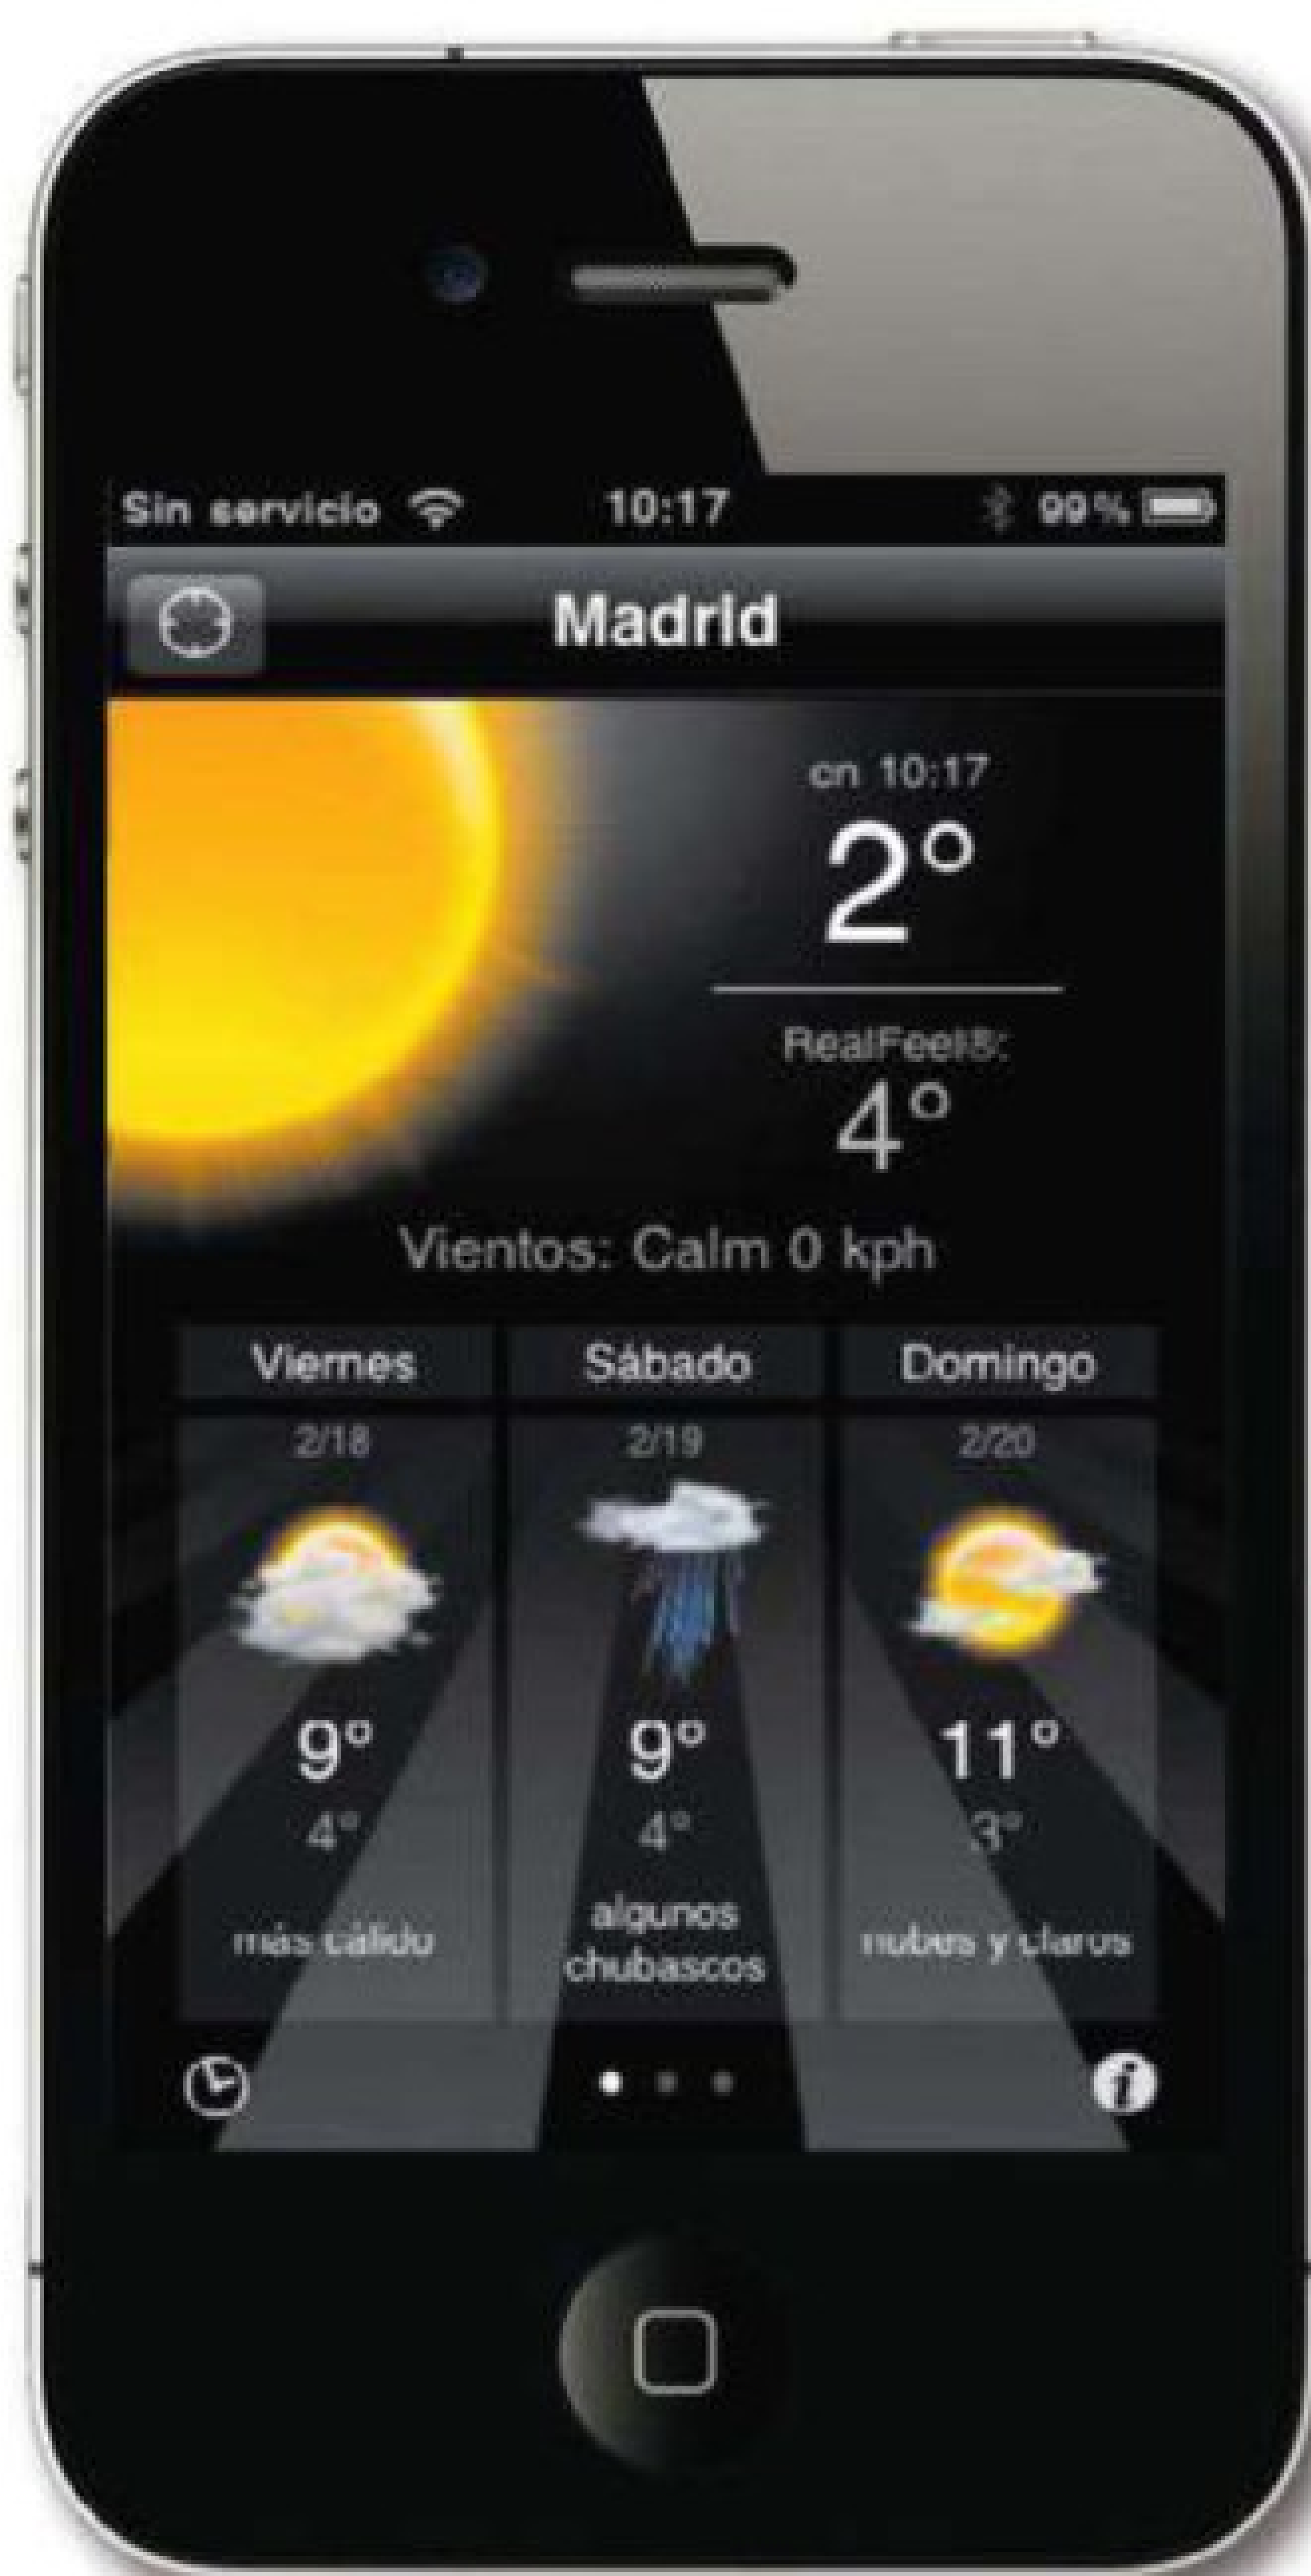 Sin servicio 10:17 99%
Madrid
en 10:17
2°
RealFeel®:
4°
Vientos: Calm 0 kph
Viernes Sábado Domingo
2/18 2/19 2/20
9° 9° 11°
4° 4° 3°
más cálido algunos chubascos nubes y claros